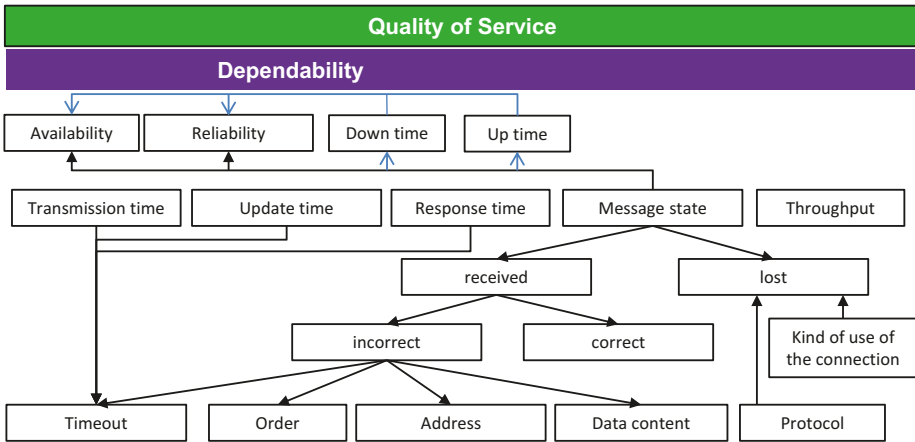 Quality of Service
Dependability
Availability
Reliability
Down time
Up time
Transmission time
Update time
Response time
Message state
Throughput
received
lost
incorrect
correct
Kind of use of
the connection
Timeout
Order
Address
Data content
Protocol